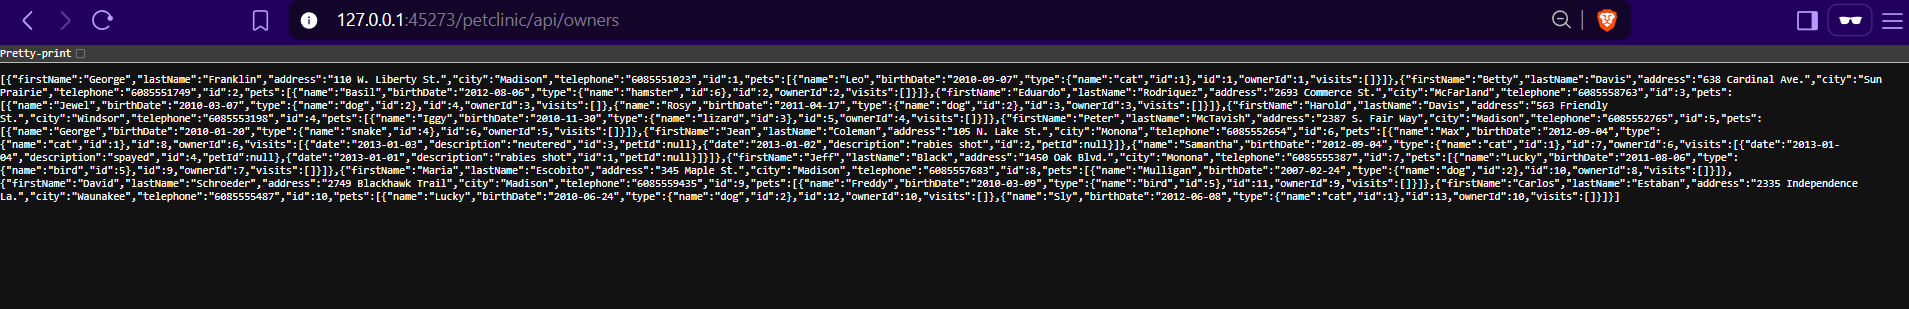 127.0.0.1:45273/petclinic/api/owners
Pretty-print
[{"firstName":"George","lastName":"Franklin","address":"110 W. Liberty St.","city":"Madison","telephone":"6085551023","id":1,"pets":[{"name":"Leo","birthDate":"2010-09-07","type":{"name":"cat","id":1},"id":1,"ownerId":1,"visits":[]}]},{"firstName":"Betty","lastName":"Davis","address":"638 Cardinal Ave.","city":"Sun
Prairie","telephone":"6085551749","id":2,"pets":[{"name":"Basil","birthDate":"2012-08-06","type":{"name":"hamster","id":6},"id":2,"ownerId":2,"visits":[]}]},{"firstName":"Eduardo","lastName":"Rodriquez","address":"2693 Commerce St.","city":"McFarland","telephone":"6085558763","id":3,"pets":
[{"name":"Jewel","birthDate":"2010-03-07","type":{"name":"dog","id":2},"id":4,"ownerId":3,"visits":[]},{"name":"Rosy","birthDate":"2011-04-17","type":{"name":"dog","id":2},"id":3,"ownerId":3,"visits":[]}]},{"firstName":"Harold","lastName":"Davis","address":"563 Friendly
St.","city":"Windsor","telephone":"6085553198","id":4,"pets":[{"name":"Iggy","birthDate":"2010-11-30","type":{"name":"lizard","id":3},"id":5,"ownerId":4,"visits":[]}]},{"firstName":"Peter","lastName":"McTavish","address":"2387 S. Fair Way","city":"Madison","telephone":"6085552765","id":5,"pets":
[{"name":"George","birthDate":"2010-01-20","type":{"name":"snake","id":4},"id":6,"ownerId":5,"visits":[]}]},{"firstName":"Jean","lastName":"Coleman","address":"105 N. Lake St.","city":"Monona","telephone":"6085552654","id":6,"pets":[{"name":"Max","birthDate":"2012-09-04","type":
{"name":"cat","id":1},"id":8,"ownerId":6,"visits":[{"date":"2013-01-03","description":"neutered","id":3,"petId":null},{"date":"2013-01-02","description":"rabies shot","id":2,"petId":null}]},{"name":"Samantha","birthDate":"2012-09-04","type":{"name":"cat","id":1},"id":7,"ownerId":6,"visits":[{"date":"2013-01-
04","description":"spayed","id":4,"petId":null},{"date":"2013-01-01","description":"rabies shot","id":1,"petId":null}]}]},{"firstName":"Jeff","lastName":"Black","address":"1450 Oak Blvd.","city":"Monona","telephone":"6085555387","id":7,"pets":[{"name":"Lucky","birthDate":"2011-08-06","type":
{"name":"bird","id":5},"id":9,"ownerId":7,"visits":[]}]},{"firstName":"Maria","lastName":"Escobito","address":"345 Maple St.","city":"Madison","telephone":"6085557683","id":8,"pets":[{"name":"Mulligan","birthDate":"2007-02-24","type":{"name":"dog","id":2},"id":10,"ownerId":8,"visits":[]}]},
{"firstName":"David","lastName":"Schroeder","address":"2749 Blackhawk Trail","city":"Madison","telephone":"6085559435","id":9,"pets":[{"name":"Freddy","birthDate":"2010-03-09","type":{"name":"bird","id":5},"id":11,"ownerId":9,"visits":[]}]},{"firstName":"Carlos","lastName":"Estaban","address":"2335 Independence
La.","city":"Waunakee","telephone":"6085555487","id":10,"pets":[{"name":"Lucky","birthDate":"2010-06-24","type":{"name":"dog","id":2},"id":12,"ownerId":10,"visits":[]},{"name":"Sly","birthDate":"2012-06-08","type":{"name":"cat","id":1},"id":13,"ownerId":10,"visits":[]}]}]